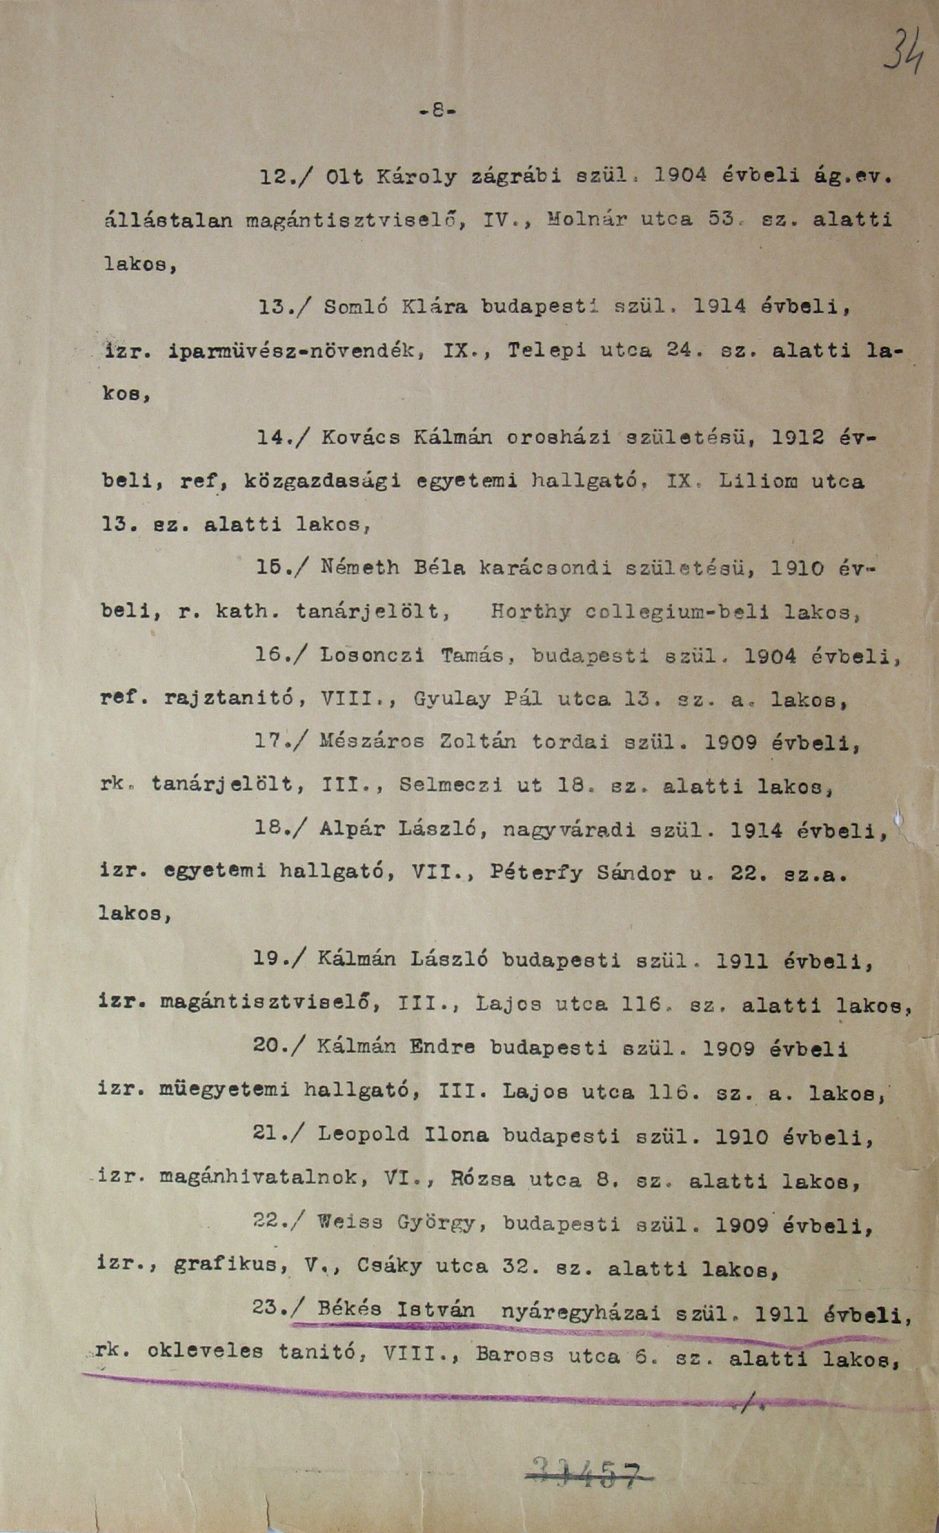 34
-8-
12./ Olt Károly zágrábi szül. 1904 évbeli ág.ev.
állástalan magántisztviselő, IV., Molnár utca 53. sz. alatti
lakos,
13./ Somló Klára budapesti szül. 1914 évbeli,
izr. iparmüvész-növendék, IX., Telepi utca 24. sz. alatti la-
kos,
14./ Kovács Kálmán orosházi születésü, 1912 év-
beli, ref, közgazdasági egyetemi hallgató, IX. Liliom utca
13. sz. alatti lakos,
15./ Németh Béla karácsondi születésü, 1910 év-
beli, r. kath. tanárjelölt, Horthy collegium-beli lakos,
16./ Losonczi Tamás, budapesti szül. 1904 évbeli,
ref. rajztanitó, VIII., Gyulay Pál utca 13. sz. a. lakos,
17./ Mészáros Zoltán tordai szül. 1909 évbeli,
rk. tanárjelölt, III., Selmeczi ut 18. sz. alatti lakos,
18./ Alpár László, nagyváradi szül. 1914 évbeli,
izr. egyetemi hallgató, VII., Péterfy Sándor u. 22. sz.a.
lakos,
19./ Kálmán László budapesti szül. 1911 évbeli,
izr. magántisztviselő, III., Lajos utca 116. sz. alatti lakos,
20./ Kálmán Endre budapesti szül. 1909 évbeli
izr. müegyetemi hallgató, III. Lajos utca 116. sz. a. lakos,
21./ Leopold Ilona budapesti szül. 1910 évbeli,
izr. magánhivatalnok, VI., Rózsa utca 8. sz. alatti lakos,
22./ Weiss György, budapesti szül. 1909 évbeli,
izr., grafikus, V., Csáky utca 32. sz. alatti lakos,
23./ Békés István nyáregyházai szül. 1911 évbeli,
rk. okleveles tanitó, VIII., Baross utca 6. sz. alatti lakos,
./.